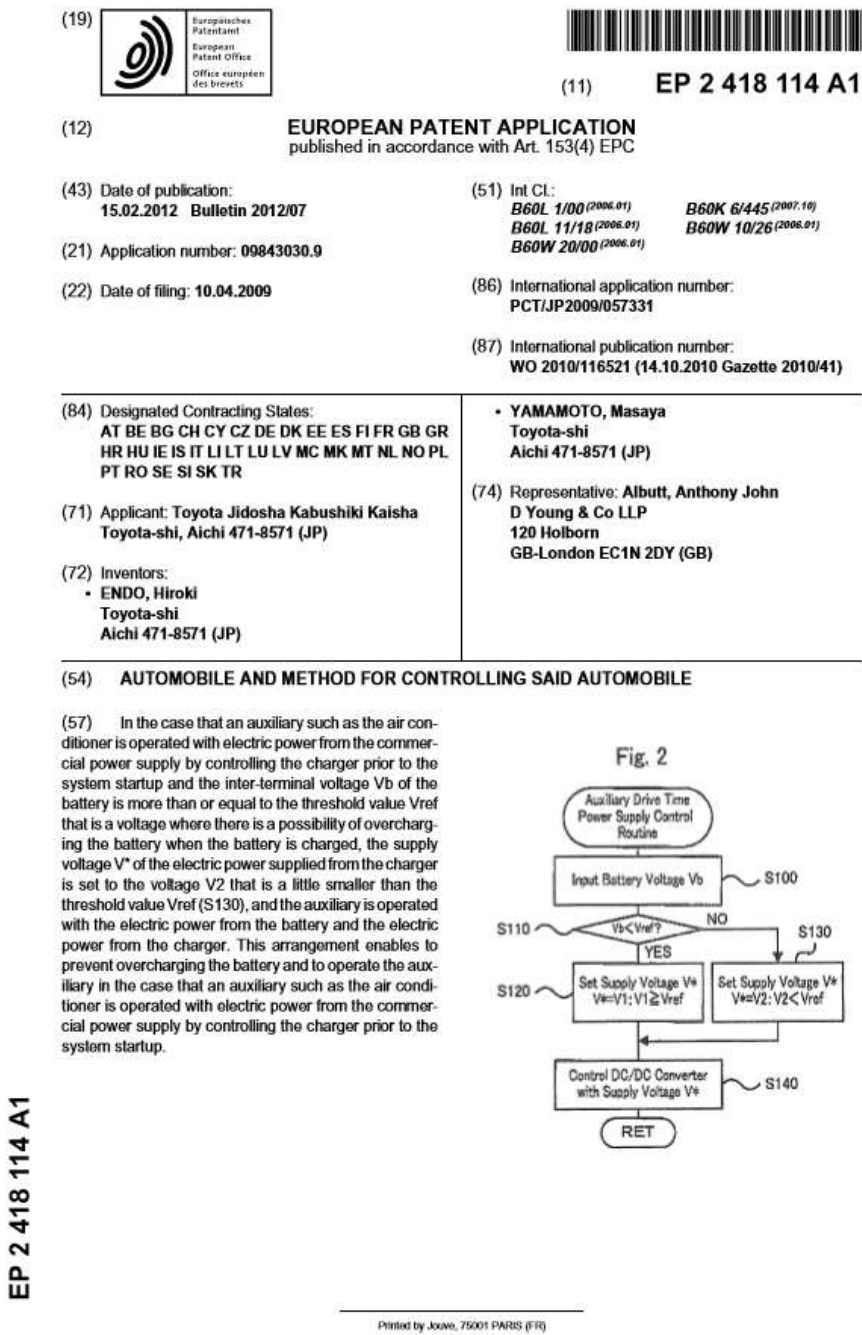 (19)
Europäisches
Patentamt
European
Patent Office
Office européen
des brevets
(11) EP 2 418 114 A1
(12) EUROPEAN PATENT APPLICATION
published in accordance with Art. 153(4) EPC
(43) Date of publication:
15.02.2012 Bulletin 2012/07
(21) Application number: 09843030.9
(22) Date of filing: 10.04.2009
(51) Int Cl.:
B60L 1/00 (2006.01) B60K 6/445 (2007.10)
B60L 11/18 (2006.01) B60W 10/26 (2006.01)
B60W 20/00 (2006.01)
(86) International application number:
PCT/JP2009/057331
(87) International publication number:
WO 2010/116521 (14.10.2010 Gazette 2010/41)
(84) Designated Contracting States:
AT BE BG CH CY CZ DE DK EE ES FI FR GB GR
HR HU IE IS IT LI LT LU LV MC MK MT NL NO PL
PT RO SE SI SK TR
(71) Applicant: Toyota Jidosha Kabushiki Kaisha
Toyota-shi, Aichi 471-8571 (JP)
(72) Inventors:
• ENDO, Hiroki
Toyota-shi
Aichi 471-8571 (JP)
• YAMAMOTO, Masaya
Toyota-shi
Aichi 471-8571 (JP)
(74) Representative: Albutt, Anthony John
D Young & Co LLP
120 Holborn
GB-London EC1N 2DY (GB)
(54) AUTOMOBILE AND METHOD FOR CONTROLLING SAID AUTOMOBILE
(57) In the case that an auxiliary such as the air con-
ditioner is operated with electric power from the commer-
cial power supply by controlling the charger prior to the
system startup and the inter-terminal voltage Vb of the
battery is more than or equal to the threshold value Vref
that is a voltage where there is a possibility of overcharg-
ing the battery when the battery is charged, the supply
voltage V* of the electric power supplied from the charger
is set to the voltage V2 that is a little smaller than the
threshold value Vref (S130), and the auxiliary is operated
with the electric power from the battery and the electric
power from the charger. This arrangement enables to
prevent overcharging the battery and to operate the aux-
iliary in the case that an auxiliary such as the air condi-
tioner is operated with electric power from the commer-
cial power supply by controlling the charger prior to the
system startup.
Fig. 2
Auxiliary Drive Time
Power Supply Control
Routine
Input Battery Voltage Vb
S100
S110
Vb<Vref?
NO
S130
YES
S120
Set Supply Voltage V*
V*=V1:V1≧Vref
Set Supply Voltage V*
V*=V2:V2<Vref
Control DC/DC Converter
with Supply Voltage V*
S140
RET
EP 2 418 114 A1
Printed by Jouve, 75001 PARIS (FR)